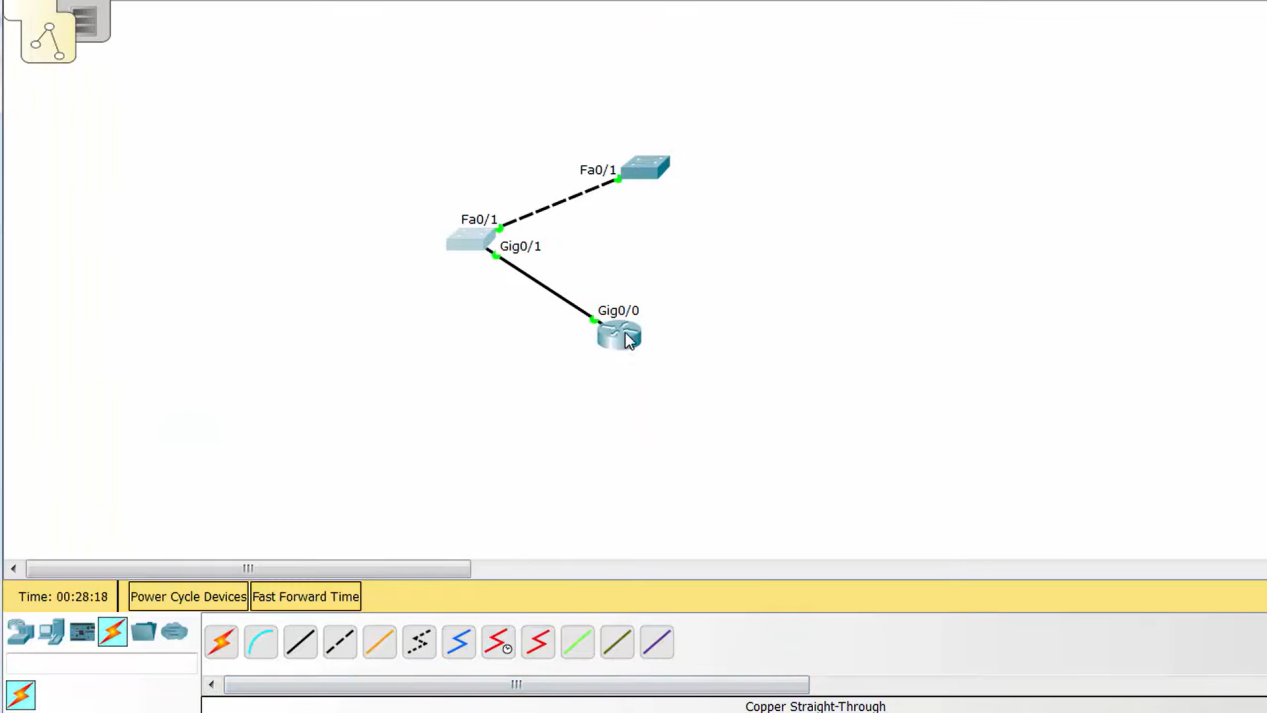 Fa0/1
Fa0/1
Gig0/1
Gig0/0
Time: 00:28:18 Power Cycle Devices Fast Forward Time
Copper Straight-Through